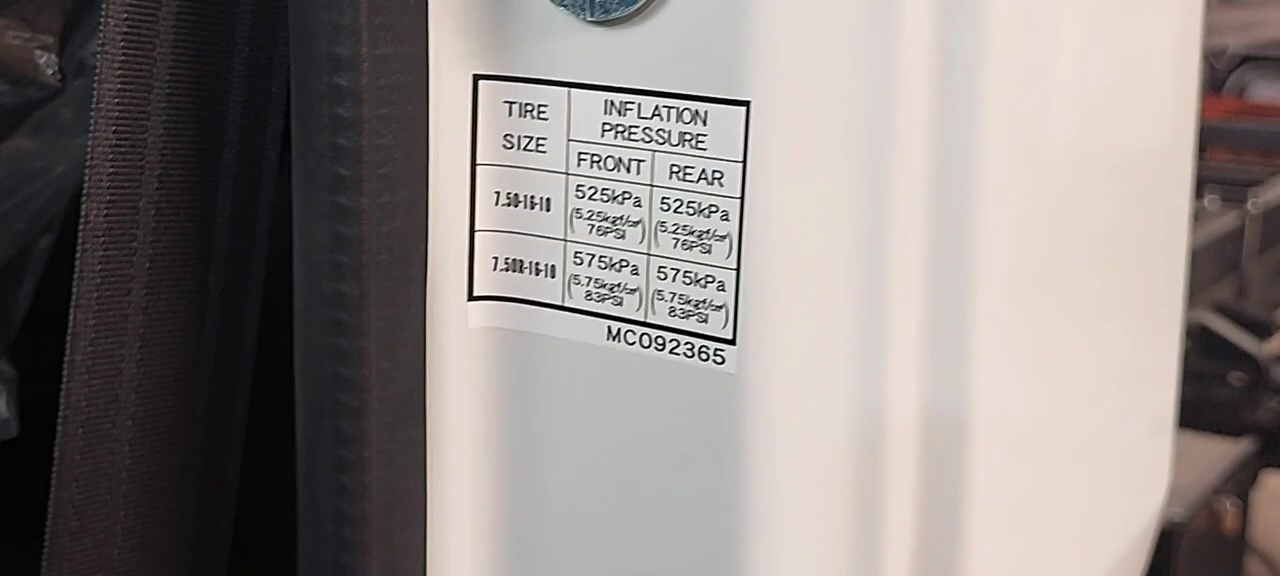 TIRE SIZE
INFLATION PRESSURE
FRONT REAR
7.50-16-10 525kPa 525kPa
(5.25kgf/cm²) (5.25kgf/cm²)
76PSI 76PSI
7.50R-16-10 575kPa 575kPa
(5.75kgf/cm²) (5.75kgf/cm²)
83PSI 83PSI
MC092365